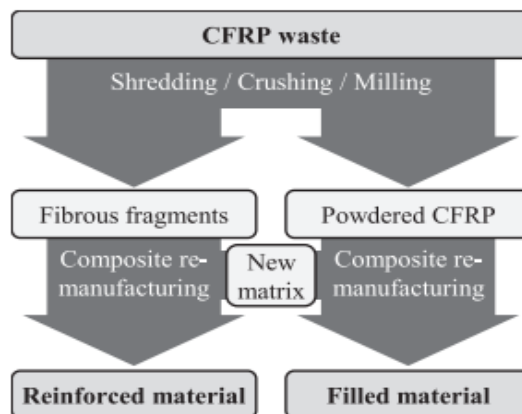 CFRP waste
Shredding / Crushing / Milling
Fibrous fragments
Powdered CFRP
Composite re-
manufacturing
New
matrix
Composite re-
manufacturing
Reinforced material
Filled material